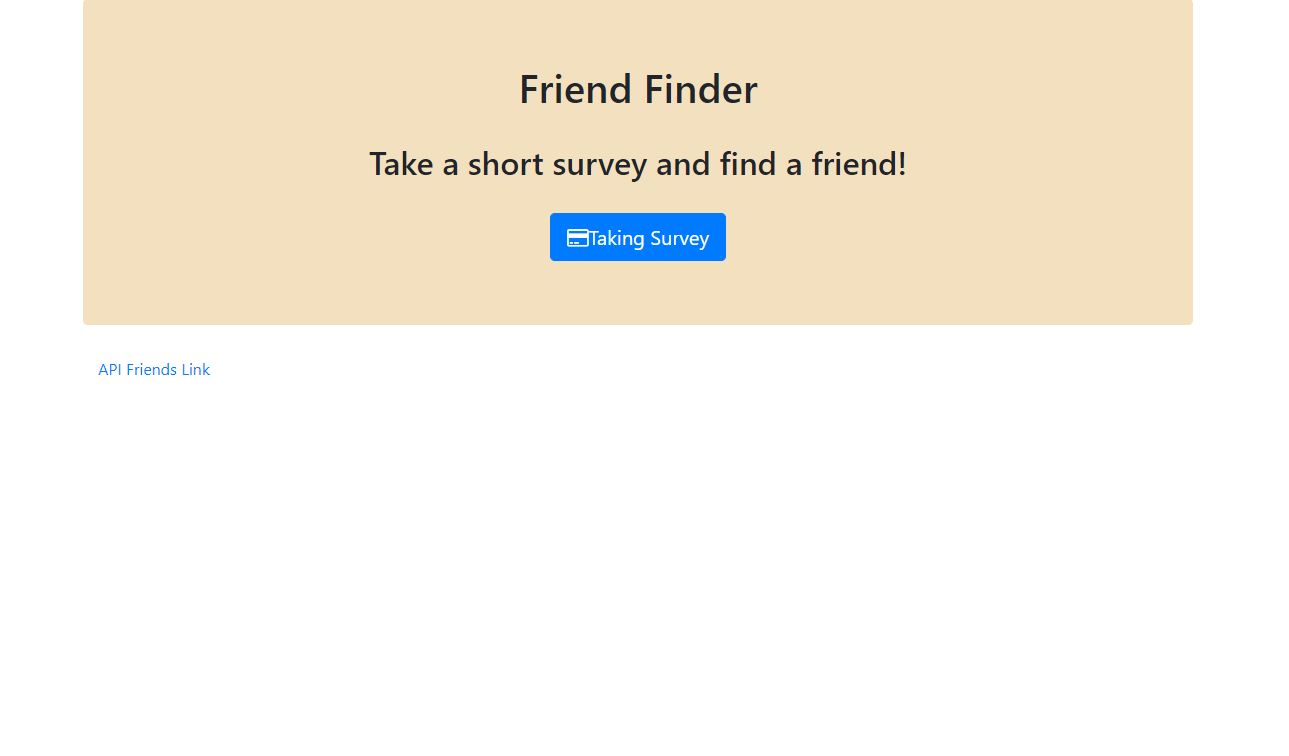 Friend Finder
Take a short survey and find a friend!
Taking Survey
API Friends Link